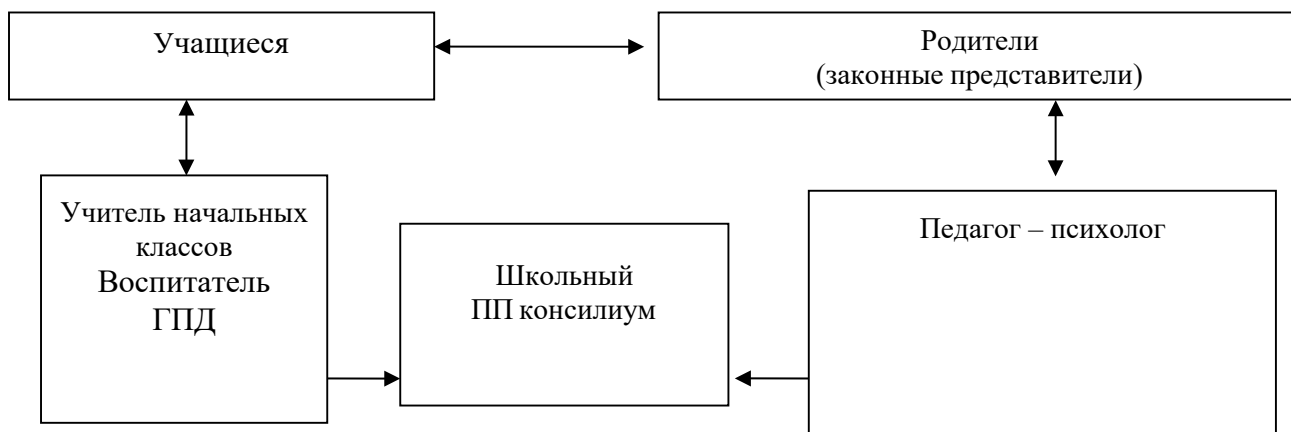 Учащиеся
Родители
(законные представители)
Учитель начальных
классов
Воспитатель
ГПД
Школьный
ПП консилиум
Педагог – психолог